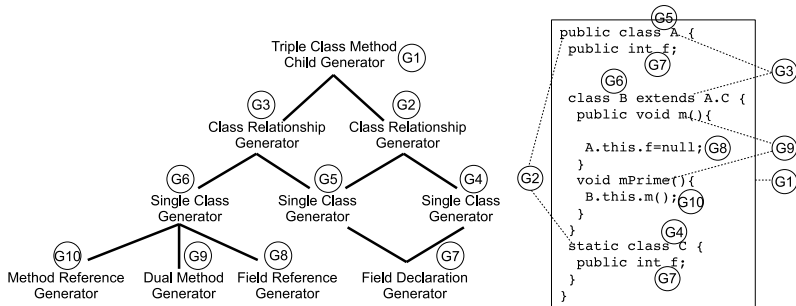 Triple Class Method
Child Generator
G1
G3
G2
Class Relationship
Generator
Class Relationship
Generator
G6
G5
G4
Single Class
Generator
Single Class
Generator
Single Class
Generator
G10
G9
G8
G7
Method Reference
Generator
Dual Method
Generator
Field Reference
Generator
Field Declaration
Generator
G5
public class A {
public int f;
G7
G3
G6
class B extends A.C {
public void m(){
A.this.f=null;
G8
G9
}
void mPrime(){
G2
G1
B.this.m();
G10
}
}
G4
static class C {
public int f;
G7
}
}